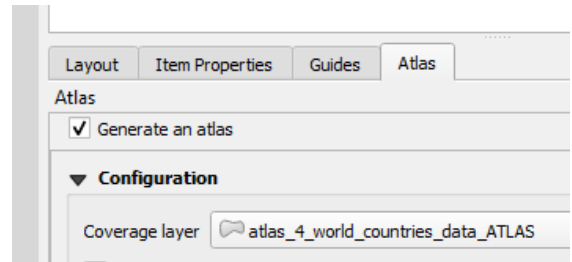 Layout Item Properties Guides Atlas
Atlas
Generate an atlas
Configuration
Coverage layer atlas_4_world_countries_data_ATLAS